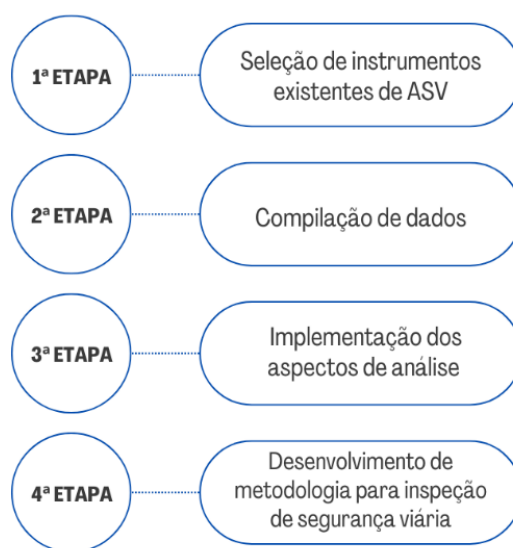 1ª ETAPA
Seleção de instrumentos
existentes de ASV
2ª ETAPA
Compilação de dados
3ª ETAPA
Implementação dos
aspectos de análise
4ª ETAPA
Desenvolvimento de
metodologia para inspeção
de segurança viária